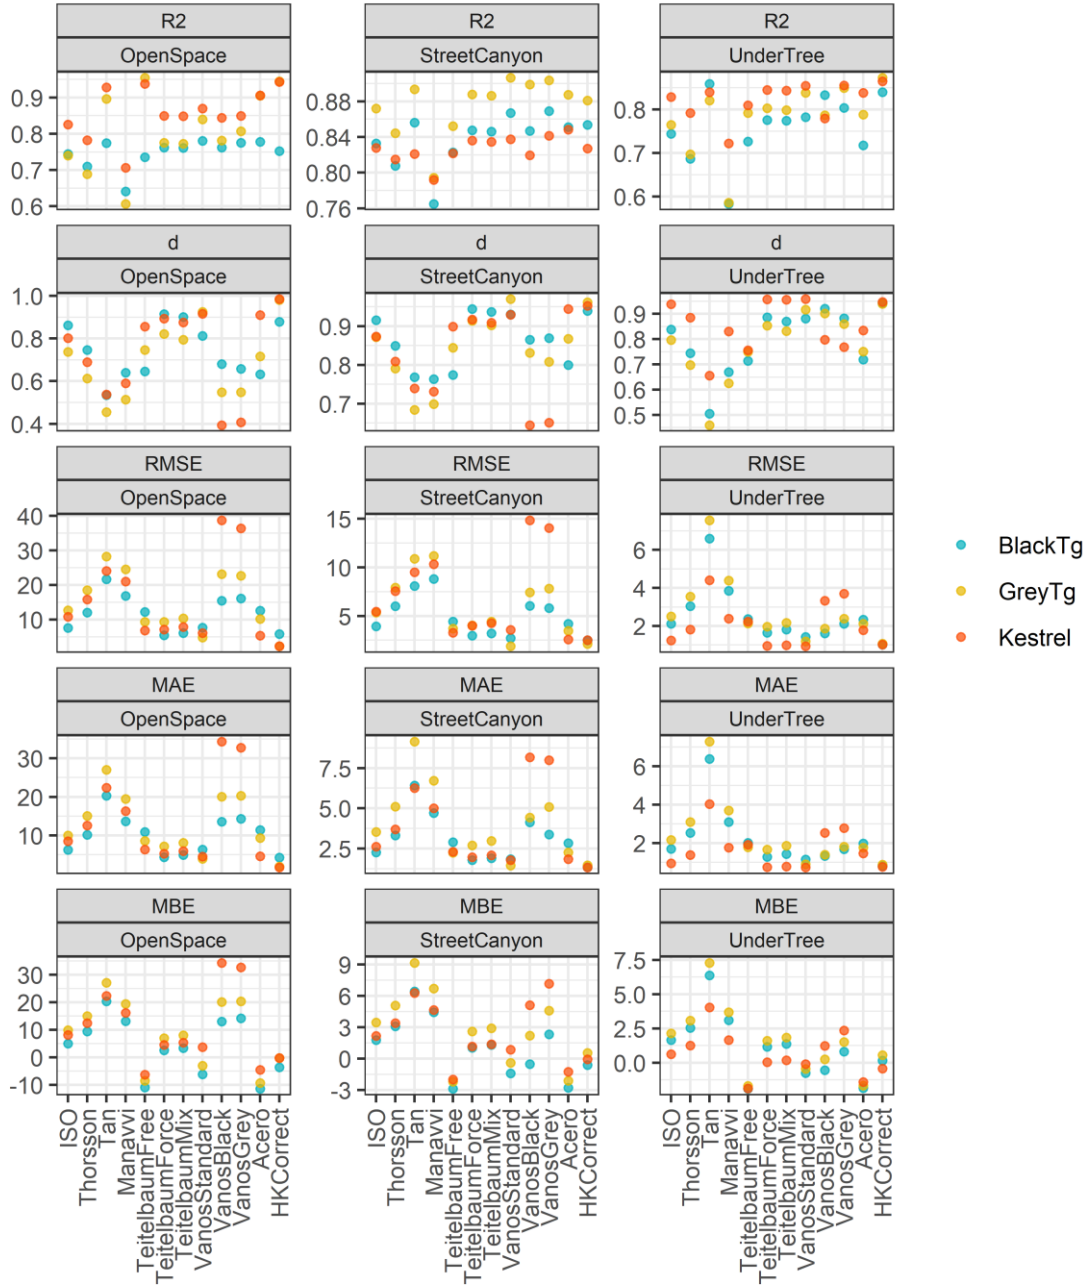 R2 R2 R2
OpenSpace StreetCanyon UnderTree
0.9 0.8 0.7 0.6
0.88 0.84 0.80 0.76
0.8 0.7 0.6
d d d
OpenSpace StreetCanyon UnderTree
1.0 0.8 0.6 0.4
0.9 0.8 0.7
0.9 0.8 0.7 0.6 0.5
RMSE RMSE RMSE
OpenSpace StreetCanyon UnderTree
40 30 20 10
15 10 5
6 4 2
BlackTg
GreyTg
Kestrel
MAE MAE MAE
OpenSpace StreetCanyon UnderTree
30 20 10
7.5 5.0 2.5
6 4 2
MBE MBE MBE
OpenSpace StreetCanyon UnderTree
30 20 10 0 -10
9 6 3 0 -3
7.5 5.0 2.5 0.0
ISO Thorsson Tan Manavvi TeitelbaumFree TeitelbaumForce TeitelbaumMix VanosStandard VanosBlack VanosGrey Acero HKCorrect
ISO Thorsson Tan Manavvi TeitelbaumFree TeitelbaumForce TeitelbaumMix VanosStandard VanosBlack VanosGrey Acero HKCorrect
ISO Thorsson Tan Manavvi TeitelbaumFree TeitelbaumForce TeitelbaumMix VanosStandard VanosBlack VanosGrey Acero HKCorrect